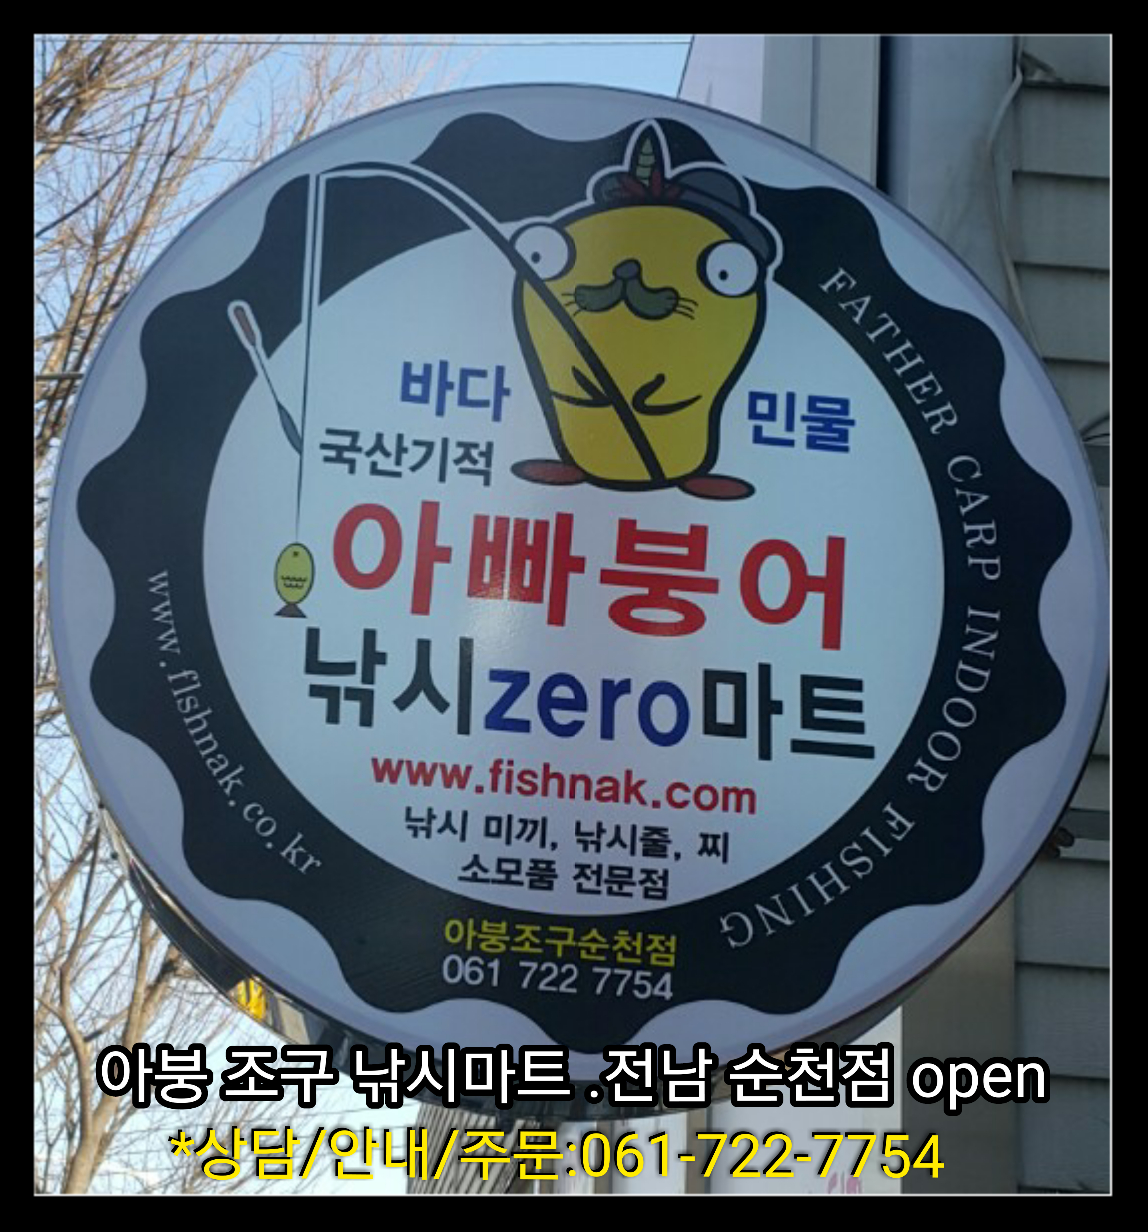 바다
민물
국산기적
아빠붕어
낚시zero마트
www.fishnak.com
낚시 미끼, 낚시줄, 찌
소모품 전문점
아붕조구순천점
061 722 7754
FATHER CARP INDOOR FISHING
www.fishnak.co.kr
아붕 조구 낚시마트 .전남 순천점 open
*상담/안내/주문:061-722-7754